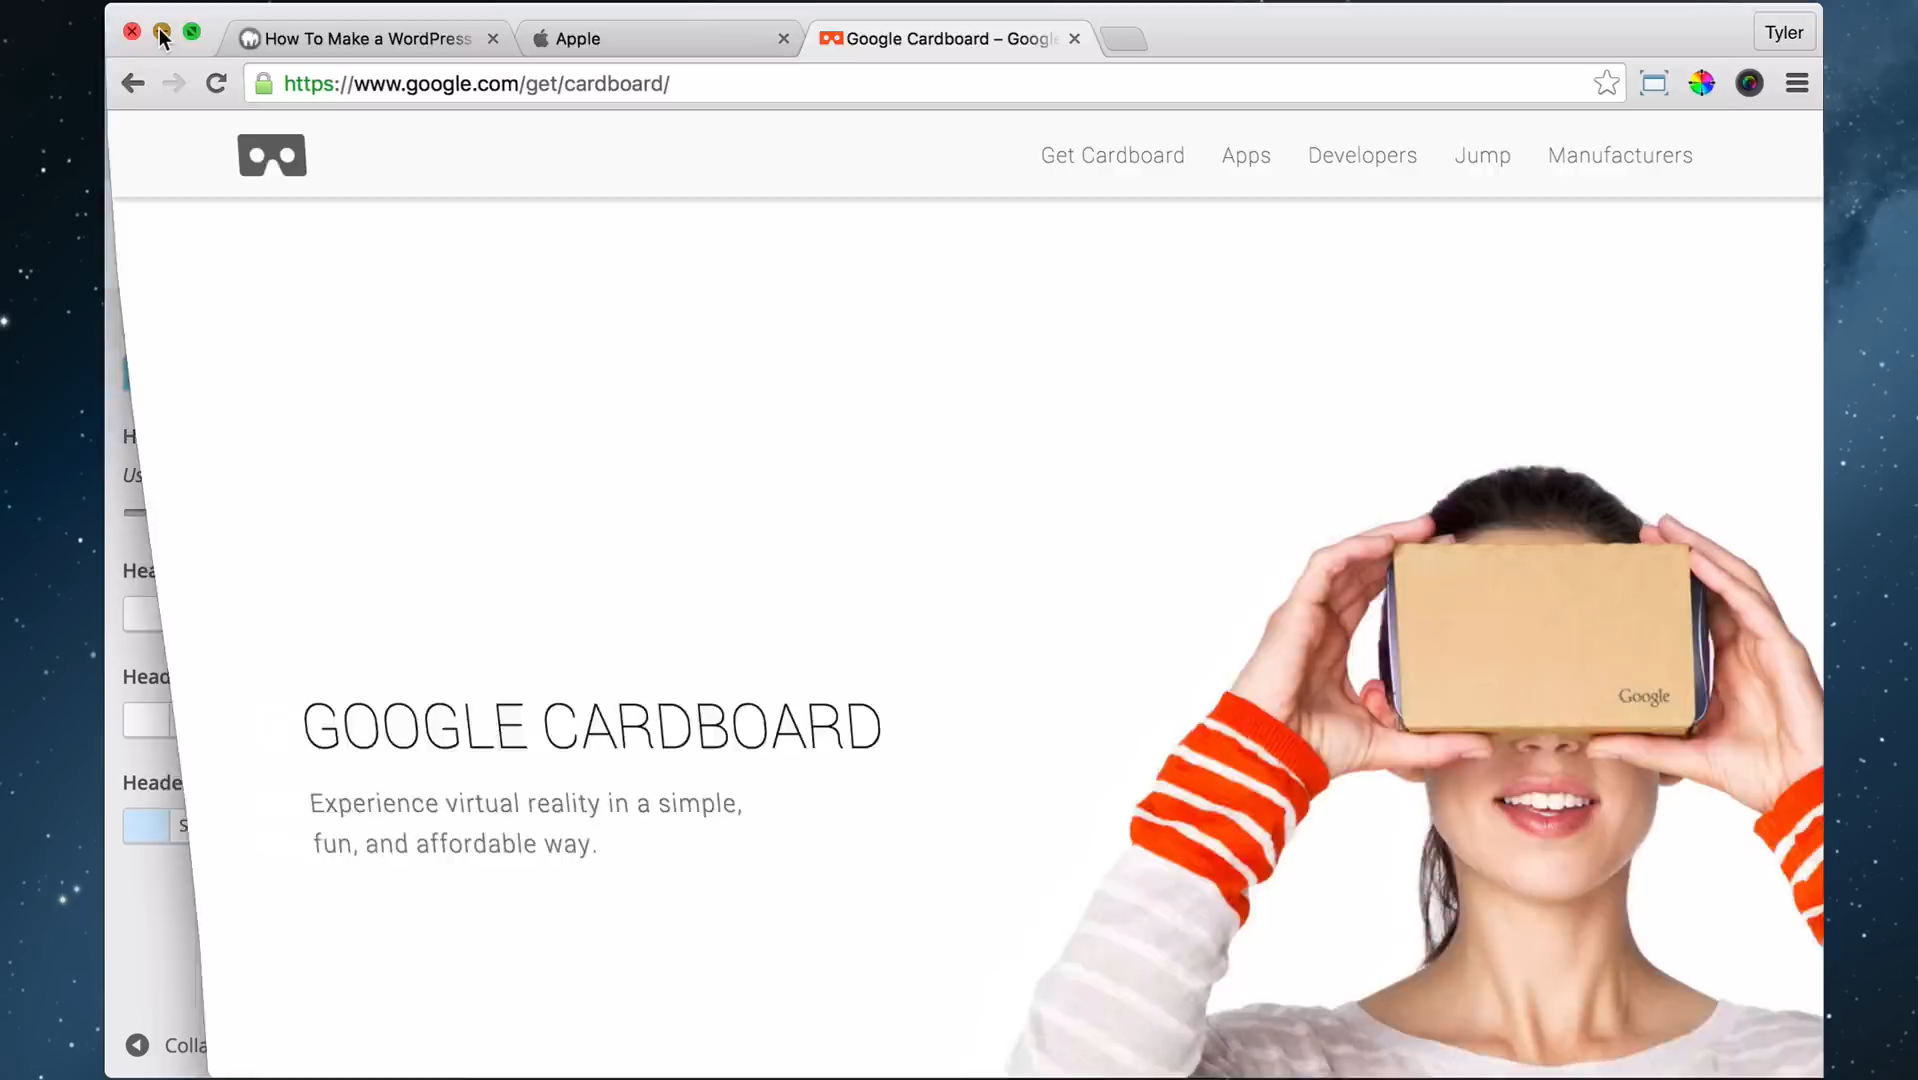 How To Make a WordPress
Apple
Google Cardboard – Googl
Tyler
https://www.google.com/get/cardboard/
Get Cardboard
Apps
Developers
Jump
Manufacturers
H
Us
Hea
Head
Heade
S
Colla
GOOGLE CARDBOARD
Experience virtual reality in a simple,
fun, and affordable way.
Google